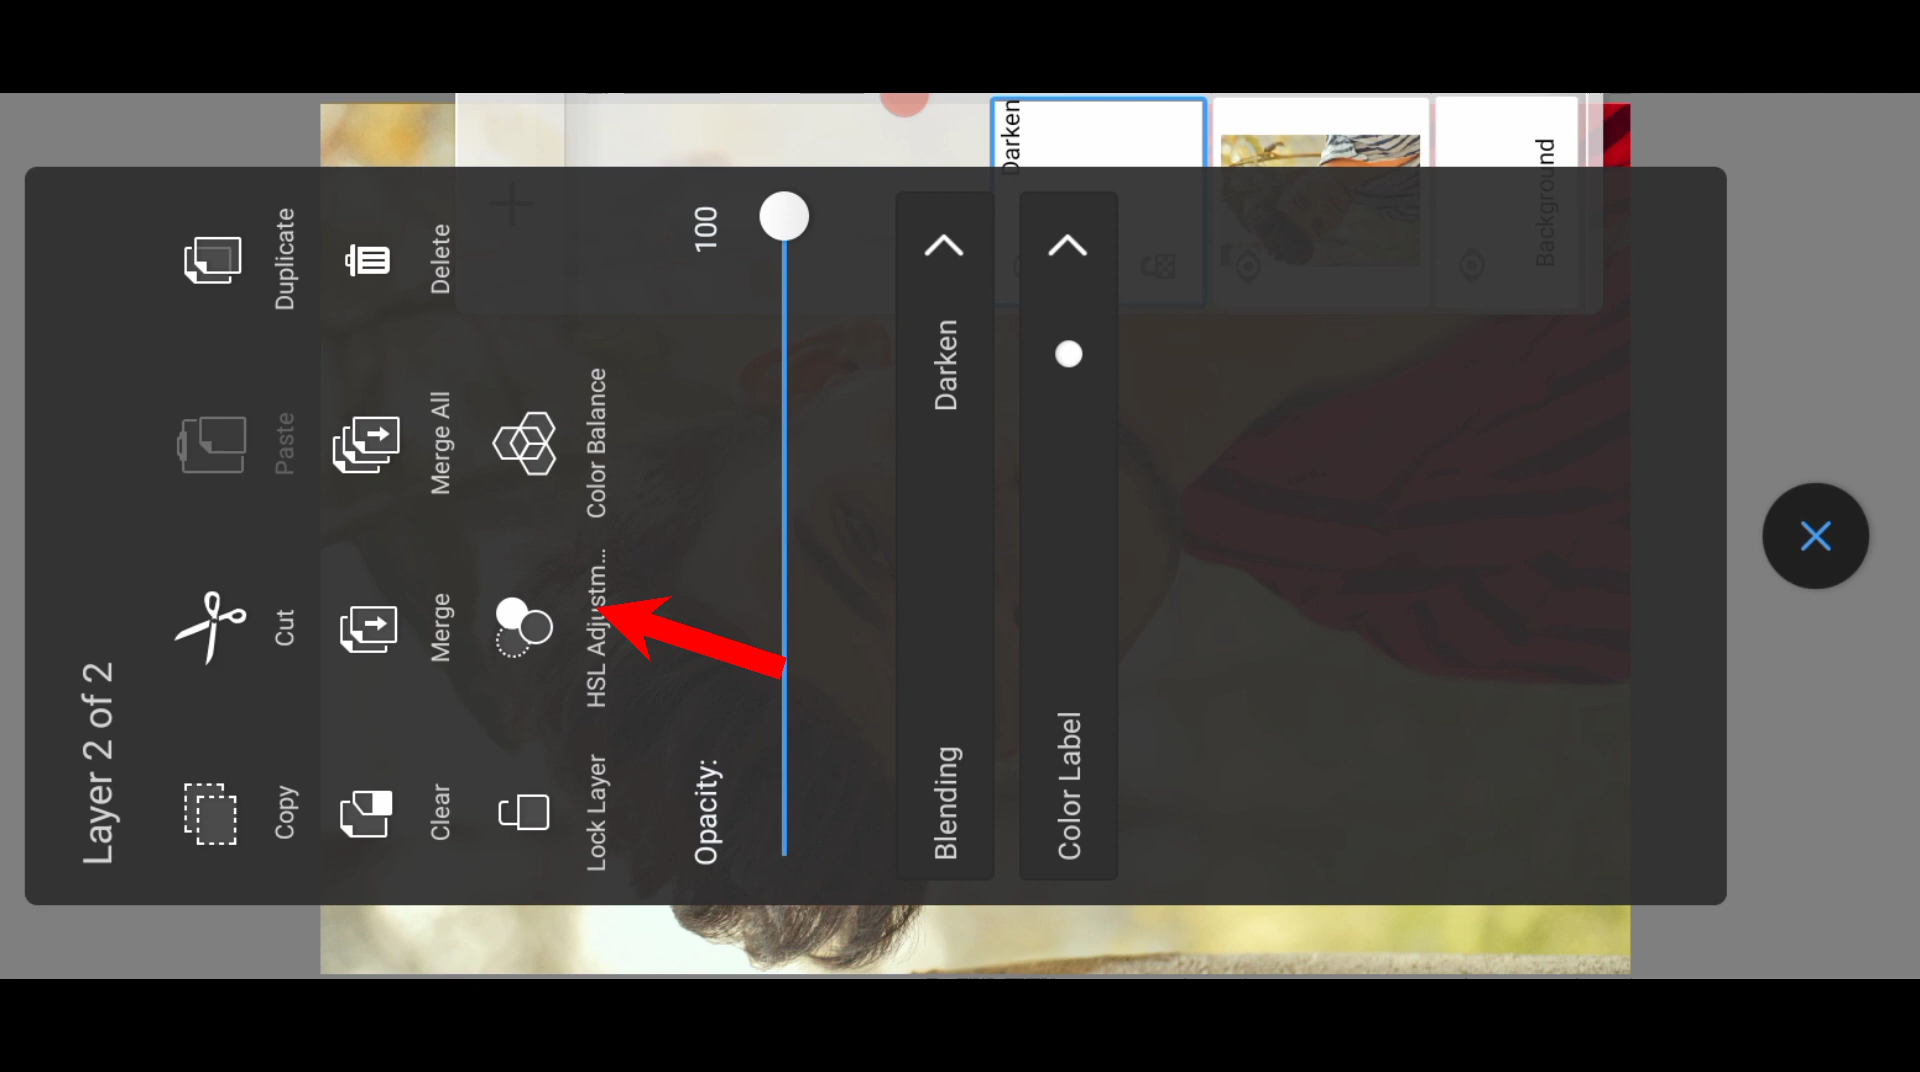 Layer 2 of 2
Copy
Cut
Paste
Duplicate
Clear
Merge
Merge All
Delete
Lock Layer
HSL Adjustm...
Color Balance
Opacity:
100
Blending
Darken
Color Label
Darken
Background